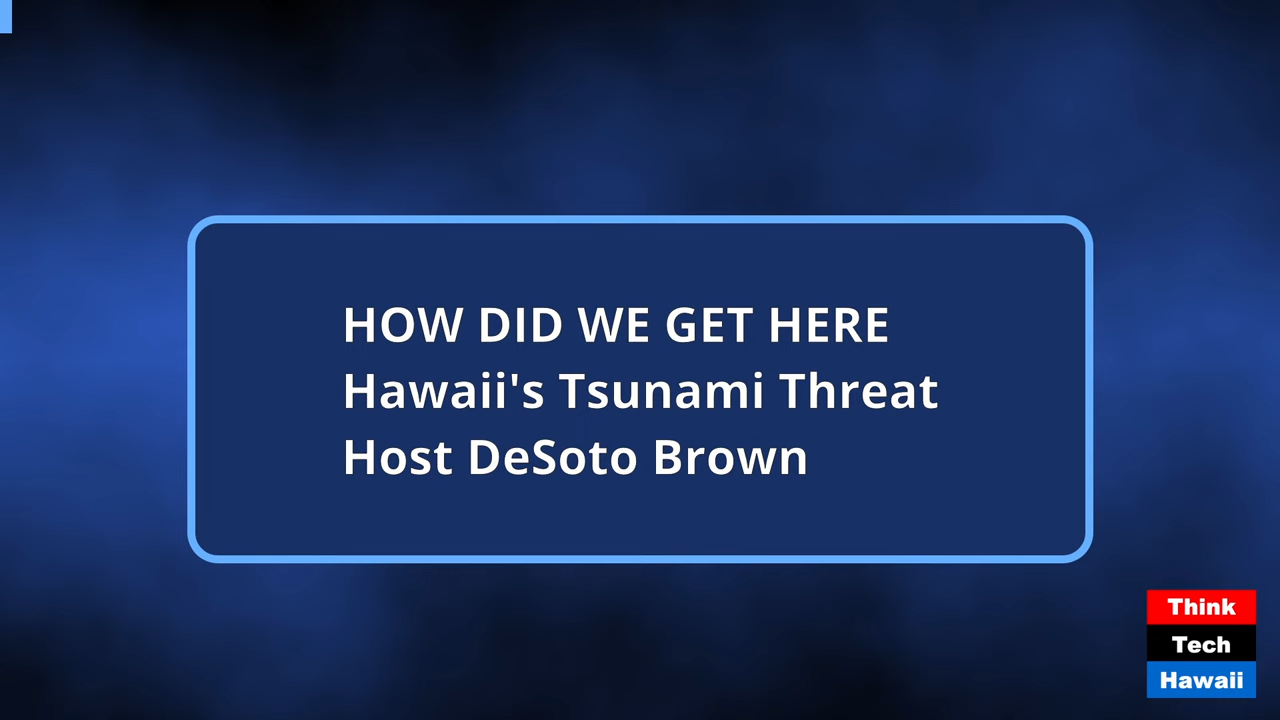 HOW DID WE GET HERE
Hawaii's Tsunami Threat
Host DeSoto Brown
Think
Tech
Hawaii